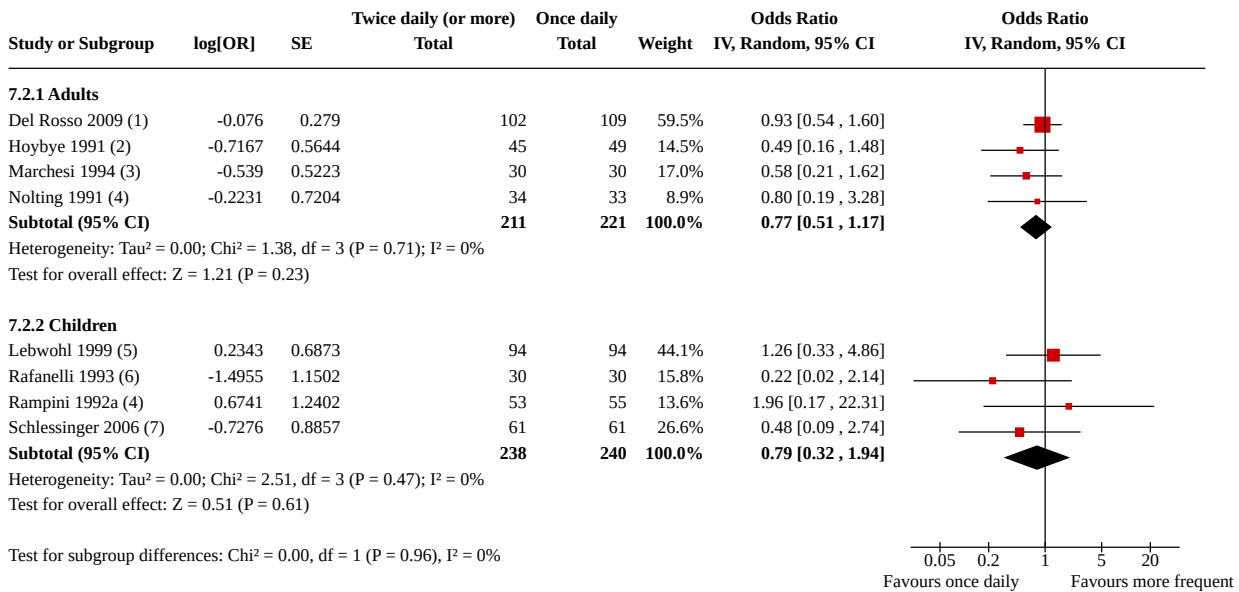 Twice daily (or more) Once daily Odds Ratio Odds Ratio
Study or Subgroup log[OR] SE Total Total Weight IV, Random, 95% CI IV, Random, 95% CI
7.2.1 Adults
Del Rosso 2009 (1) -0.076 0.279 102 109 59.5% 0.93 [0.54 , 1.60]
Hoybye 1991 (2) -0.7167 0.5644 45 49 14.5% 0.49 [0.16 , 1.48]
Marchesi 1994 (3) -0.539 0.5223 30 30 17.0% 0.58 [0.21 , 1.62]
Nolting 1991 (4) -0.2231 0.7204 34 33 8.9% 0.80 [0.19 , 3.28]
Subtotal (95% CI) 211 221 100.0% 0.77 [0.51 , 1.17]
Heterogeneity: Tau² = 0.00; Chi² = 1.38, df = 3 (P = 0.71); I² = 0%
Test for overall effect: Z = 1.21 (P = 0.23)
7.2.2 Children
Lebwohl 1999 (5) 0.2343 0.6873 94 94 44.1% 1.26 [0.33 , 4.86]
Rafanelli 1993 (6) -1.4955 1.1502 30 30 15.8% 0.22 [0.02 , 2.14]
Rampini 1992a (4) 0.6741 1.2402 53 55 13.6% 1.96 [0.17 , 22.31]
Schlessinger 2006 (7) -0.7276 0.8857 61 61 26.6% 0.48 [0.09 , 2.74]
Subtotal (95% CI) 238 240 100.0% 0.79 [0.32 , 1.94]
Heterogeneity: Tau² = 0.00; Chi² = 2.51, df = 3 (P = 0.47); I² = 0%
Test for overall effect: Z = 0.51 (P = 0.61)
Test for subgroup differences: Chi² = 0.00, df = 1 (P = 0.96), I² = 0%
0.05 0.2 1 5 20
Favours once daily Favours more frequent